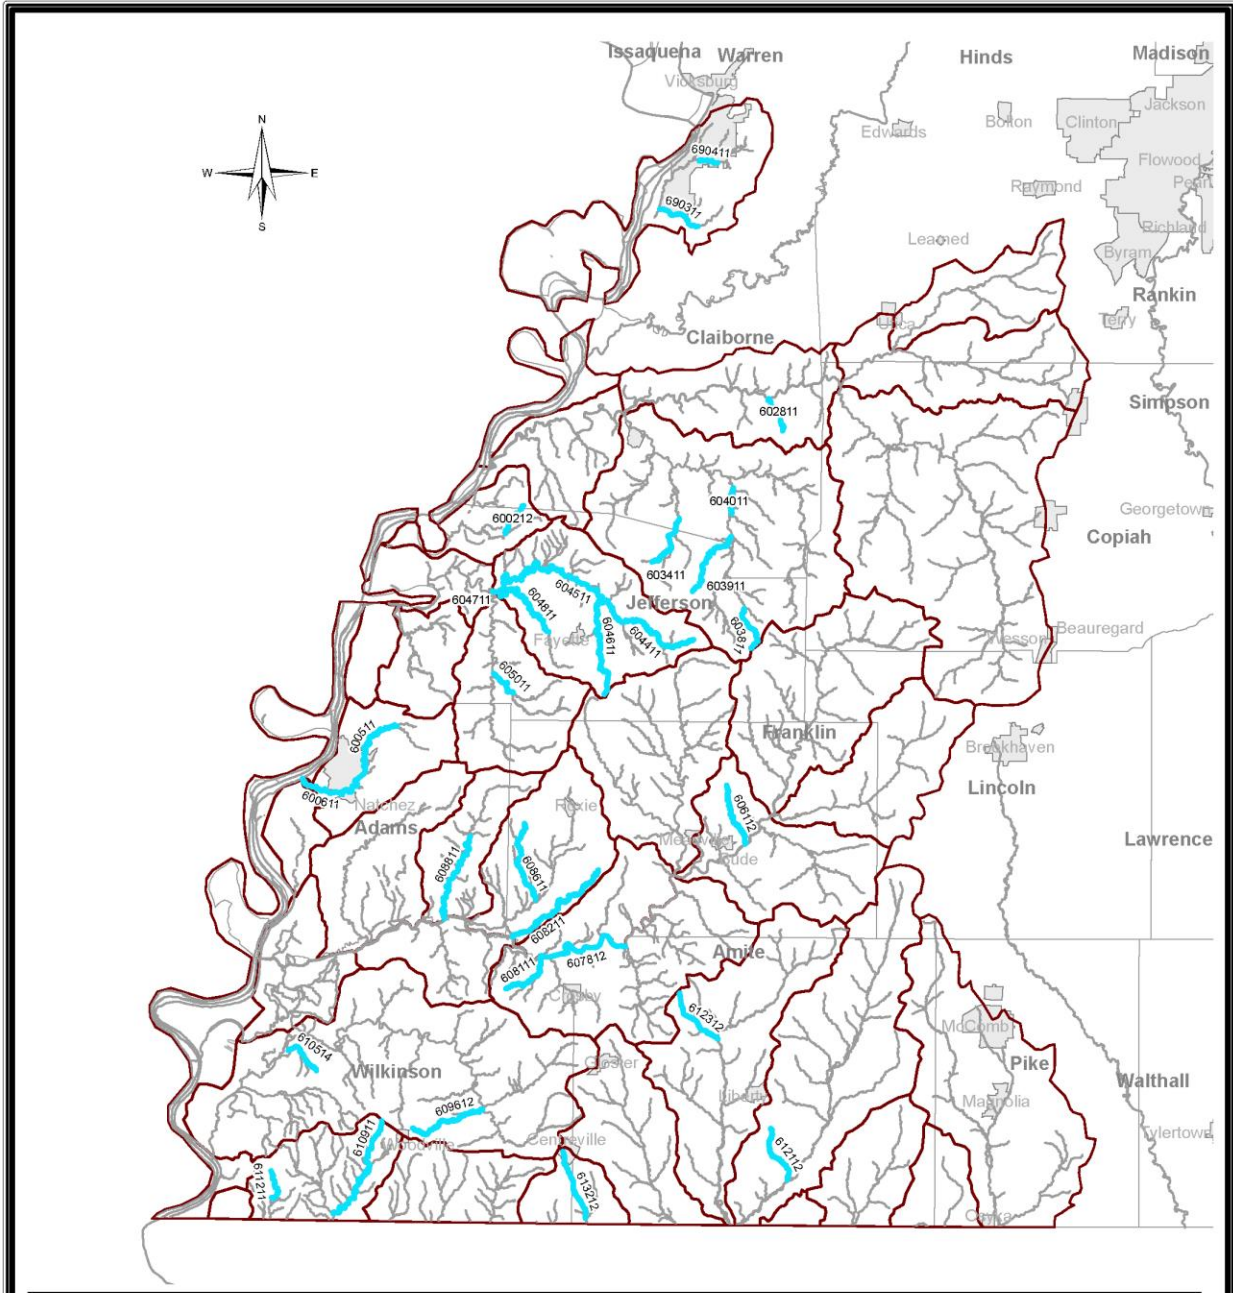 Issaquena
Warren
Hinds
Madison
Vicksburg
Jackson
Bolton
Clinton
Edwards
N
690411
Flowood
W
E
Pearl
Raymond
690311
S
Richland
Learned
Byram
Rankin
Utica
Terry
Claiborne
Simpson
602811
604011
Georgetown
600212
Copiah
603411
603911
604511
604711
604811
Jefferson
603811
Beauregard
Fayette
604611
604411
Wesson
605011
600511
Franklin
Brookhaven
Lincoln
600611
Natchez
Roxie
606112
Adams
Meadville
Lawrence
Bude
608811
608611
608211
Amite
607812
608111
Crosby
612312
McComb
610514
Gloster
Pike
Wilkinson
Walthall
Liberty
Magnolia
609612
Tylertown
610911
Woodville
Centreville
612112
611211
613212
Osyka